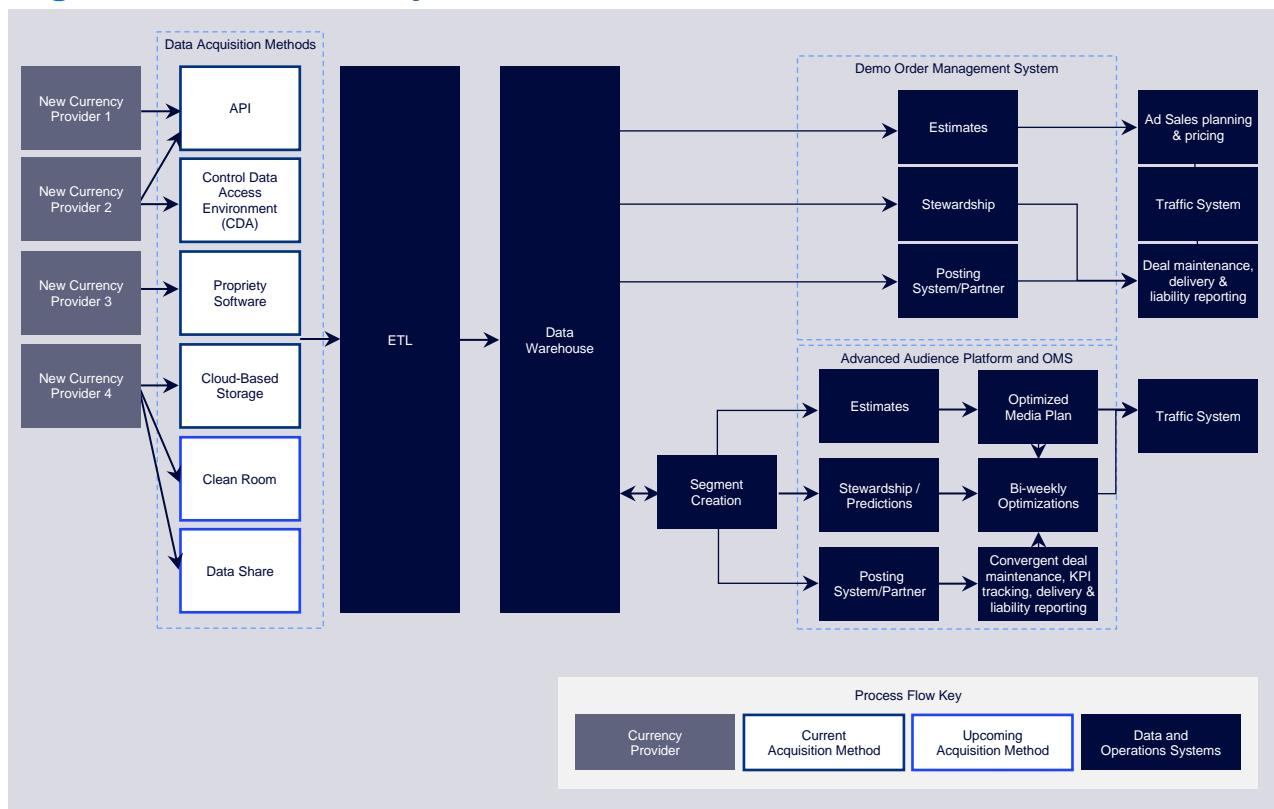 Data Acquisition Methods
New Currency
Provider 1
New Currency
Provider 2
New Currency
Provider 3
New Currency
Provider 4
API
Control Data
Access
Environment
(CDA)
Propriety
Software
Cloud-Based
Storage
Clean Room
Data Share
ETL
Data
Warehouse
Demo Order Management System
Estimates
Stewardship
Posting
System/Partner
Ad Sales planning
& pricing
Traffic System
Deal maintenance,
delivery &
liability reporting
Segment
Creation
Advanced Audience Platform and OMS
Estimates
Optimized
Media Plan
Traffic System
Stewardship /
Predictions
Bi-weekly
Optimizations
Posting
System/Partner
Convergent deal
maintenance, KPI
tracking, delivery &
liability reporting
Process Flow Key
Currency
Provider
Current
Acquisition Method
Upcoming
Acquisition Method
Data and
Operations Systems